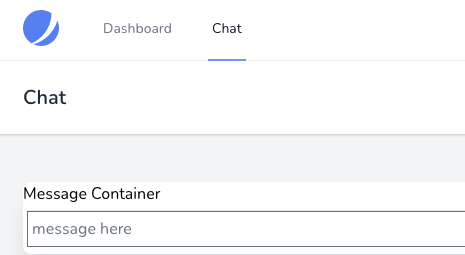 Dashboard Chat
Chat
Message Container
message here